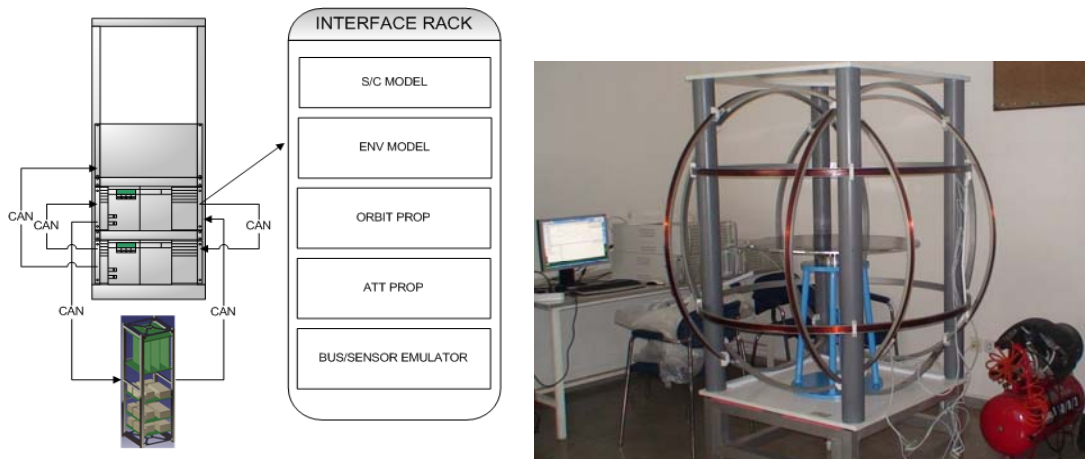 INTERFACE RACK
S/C MODEL
ENV MODEL
ORBIT PROP
ATT PROP
BUS/SENSOR EMULATOR
CAN
CAN
CAN
CAN
CAN